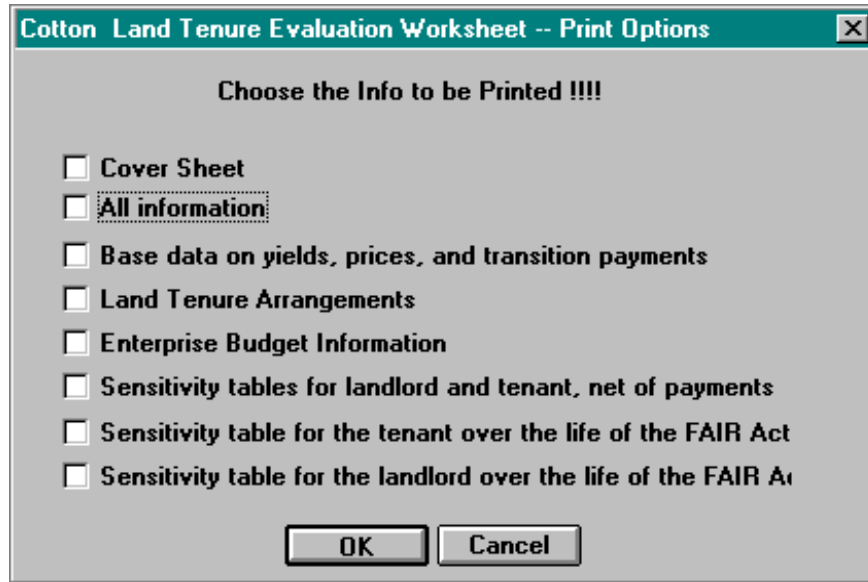 Cotton  Land Tenure Evaluation Worksheet -- Print Options
Choose the Info to be Printed !!!!
Cover Sheet
All information
Base data on yields, prices, and transition payments
Land Tenure Arrangements
Enterprise Budget Information
Sensitivity tables for landlord and tenant, net of payments
Sensitivity table for the tenant over the life of the FAIR Act
Sensitivity table for the landlord over the life of the FAIR
OK Cancel